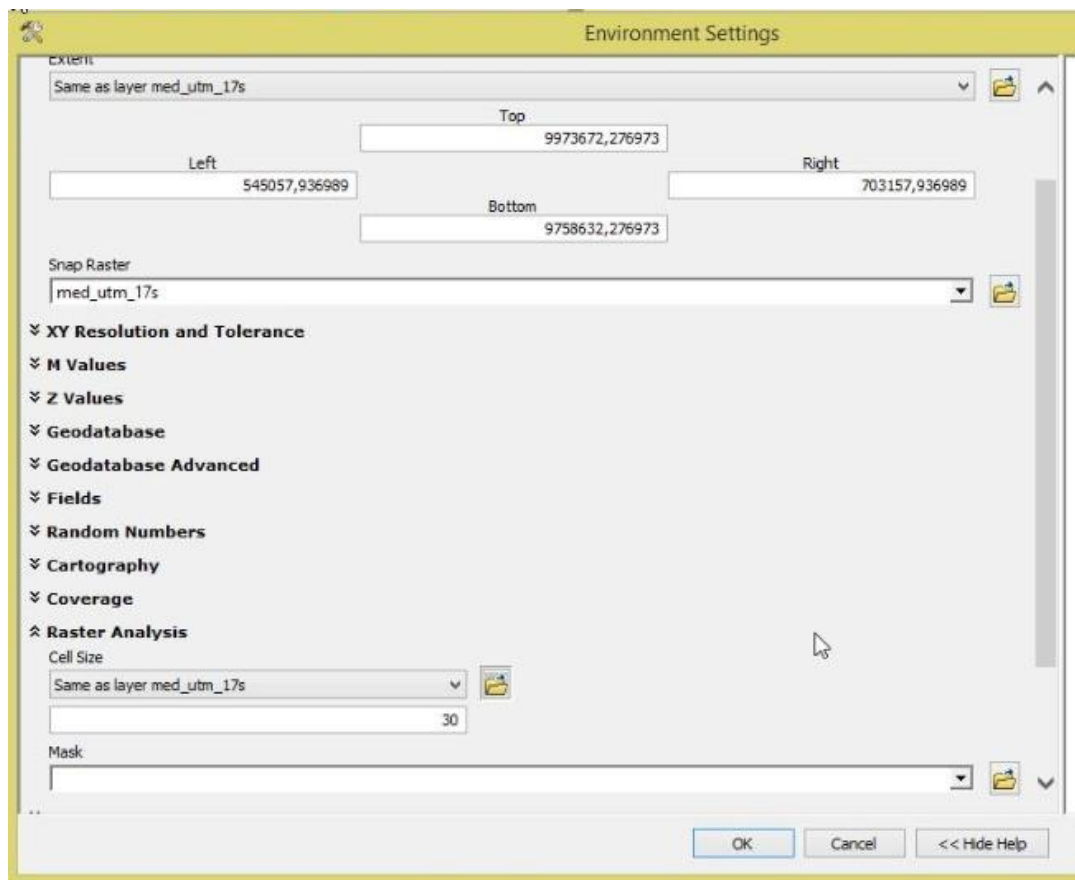 Environment Settings
Extent
Same as layer med_utm_17s
Top
9973672,276973
Left
Right
545057,936989
703157,936989
Bottom
9758632,276973
Snap Raster
med_utm_17s
XY Resolution and Tolerance
M Values
Z Values
Geodatabase
Geodatabase Advanced
Fields
Random Numbers
Cartography
Coverage
Raster Analysis
Cell Size
Same as layer med_utm_17s
30
Mask
OK
Cancel
<< Hide Help